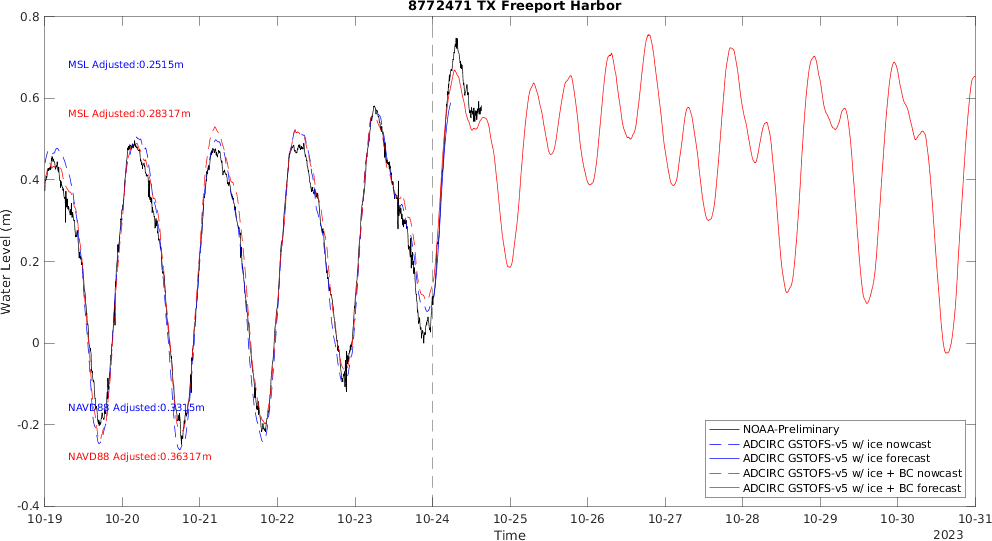 8772471 TX Freeport Harbor
0.8
0.6
0.4
0.2
0
-0.2
-0.4
Water Level (m)
MSL Adjusted:0.2515m
MSL Adjusted:0.28317m
NAVD88 Adjusted:0.3315m
NAVD88 Adjusted:0.36317m
NOAA-Preliminary
ADCIRC GSTOFS-v5 w/ ice nowcast
ADCIRC GSTOFS-v5 w/ ice forecast
ADCIRC GSTOFS-v5 w/ ice + BC nowcast
ADCIRC GSTOFS-v5 w/ ice + BC forecast
10-19 10-20 10-21 10-22 10-23 10-24 10-25 10-26 10-27 10-28 10-29 10-30 10-31
Time
2023